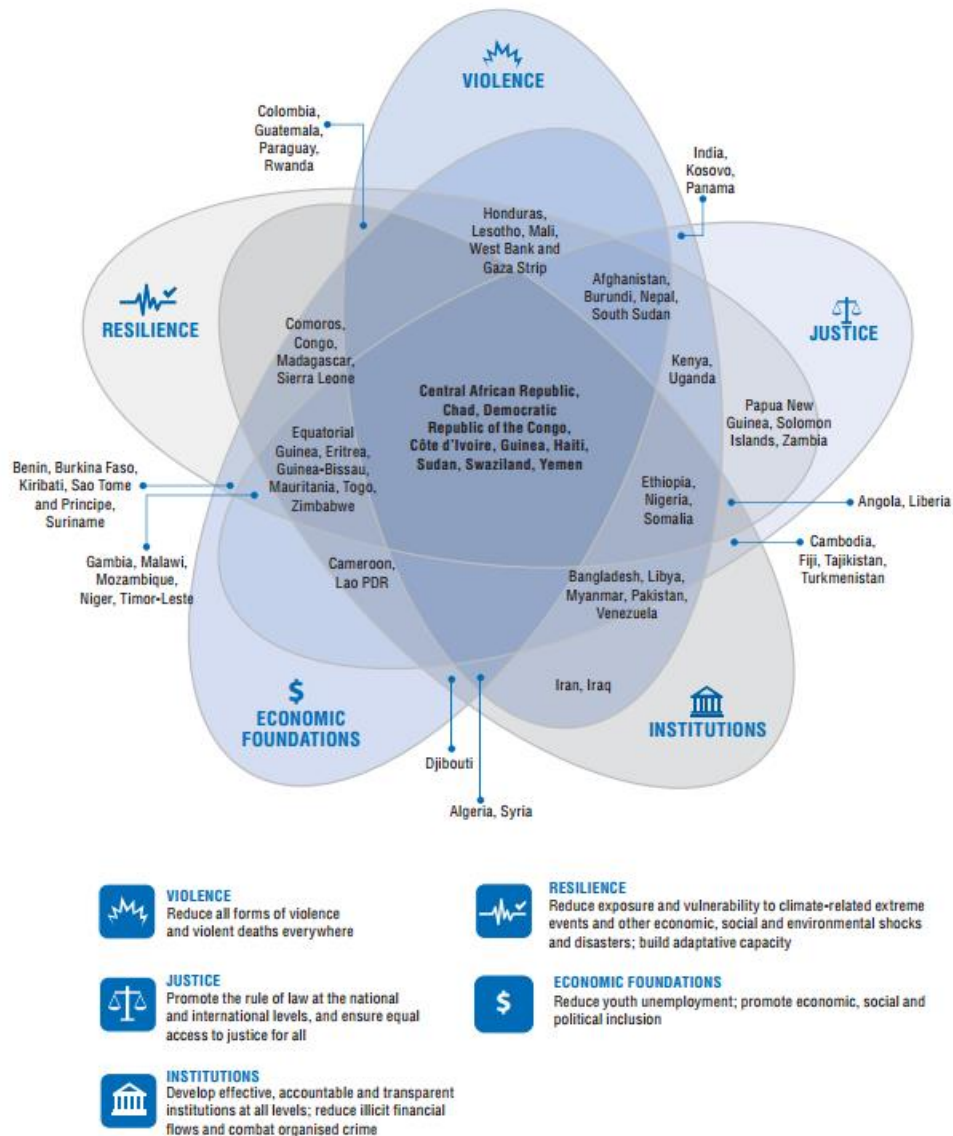 VIOLENCE
Colombia,
Guatemala,
Paraguay,
Rwanda
India,
Kosovo,
Panama
Honduras,
Lesotho, Mali,
West Bank and
Gaza Strip
Afghanistan,
Burundi, Nepal,
South Sudan
RESILIENCE
JUSTICE
Comoros,
Congo,
Madagascar,
Sierra Leone
Kenya,
Uganda
Central African Republic,
Chad, Democratic
Republic of the Congo,
Côte d'Ivoire, Guinea, Haiti,
Sudan, Swaziland, Yemen
Papua New
Guinea, Solomon
Islands, Zambia
Equatorial
Guinea, Eritrea,
Guinea-Bissau,
Mauritania, Togo,
Zimbabwe
Benin, Burkina Faso,
Kiribati, Sao Tome
and Principe,
Suriname
Ethiopia,
Nigeria,
Somalia
Angola, Liberia
Gambia, Malawi,
Mozambique,
Niger, Timor-Leste
Cameroon,
Lao PDR
Bangladesh, Libya,
Myanmar, Pakistan,
Venezuela
Cambodia,
Fiji, Tajikistan,
Turkmenistan
$
ECONOMIC
FOUNDATIONS
Iran, Iraq
INSTITUTIONS
Djibouti
Algeria, Syria
VIOLENCE
Reduce all forms of violence
and violent deaths everywhere
JUSTICE
Promote the rule of law at the national
and international levels, and ensure equal
access to justice for all
INSTITUTIONS
Develop effective, accountable and transparent
institutions at all levels; reduce illicit financial
flows and combat organised crime
RESILIENCE
Reduce exposure and vulnerability to climate-related extreme
events and other economic, social and environmental shocks
and disasters; build adaptative capacity
$
ECONOMIC FOUNDATIONS
Reduce youth unemployment; promote economic, social and
political inclusion